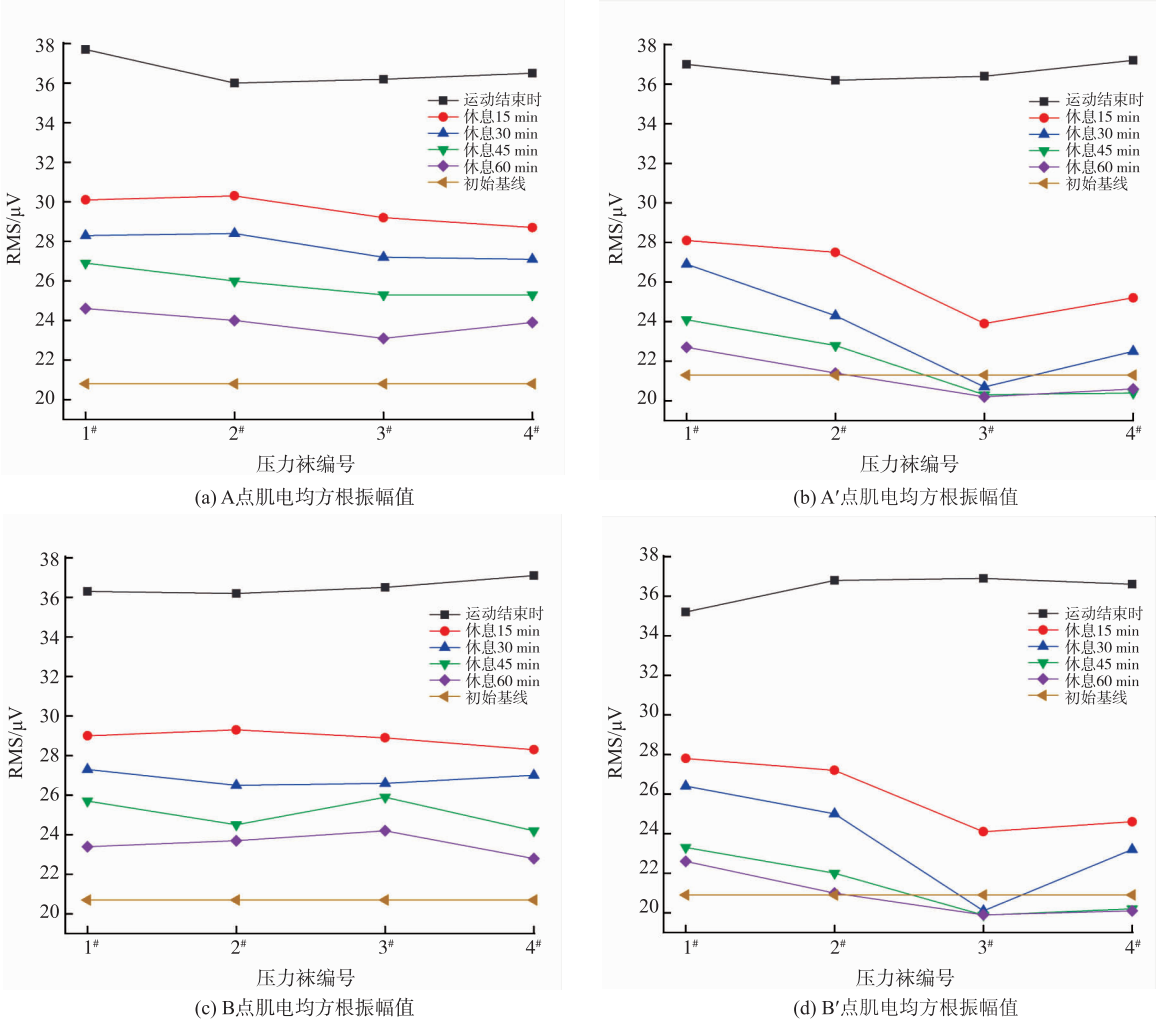 38
36
34
32
30
28
26
24
22
20
RMS/μV
运动结束时
休息15 min
休息30 min
休息45 min
休息60 min
初始基线
1# 2# 3# 4#
压力袜编号
(a) A点肌电均方根振幅值
38
36
34
32
30
28
26
24
22
20
RMS/μV
运动结束时
休息15 min
休息30 min
休息45 min
休息60 min
初始基线
1# 2# 3# 4#
压力袜编号
(b) A′点肌电均方根振幅值
38
36
34
32
30
28
26
24
22
20
RMS/μV
运动结束时
休息15 min
休息30 min
休息45 min
休息60 min
初始基线
1# 2# 3# 4#
压力袜编号
(c) B点肌电均方根振幅值
38
36
34
32
30
28
26
24
22
20
RMS/μV
运动结束时
休息15 min
休息30 min
休息45 min
休息60 min
初始基线
1# 2# 3# 4#
压力袜编号
(d) B′点肌电均方根振幅值